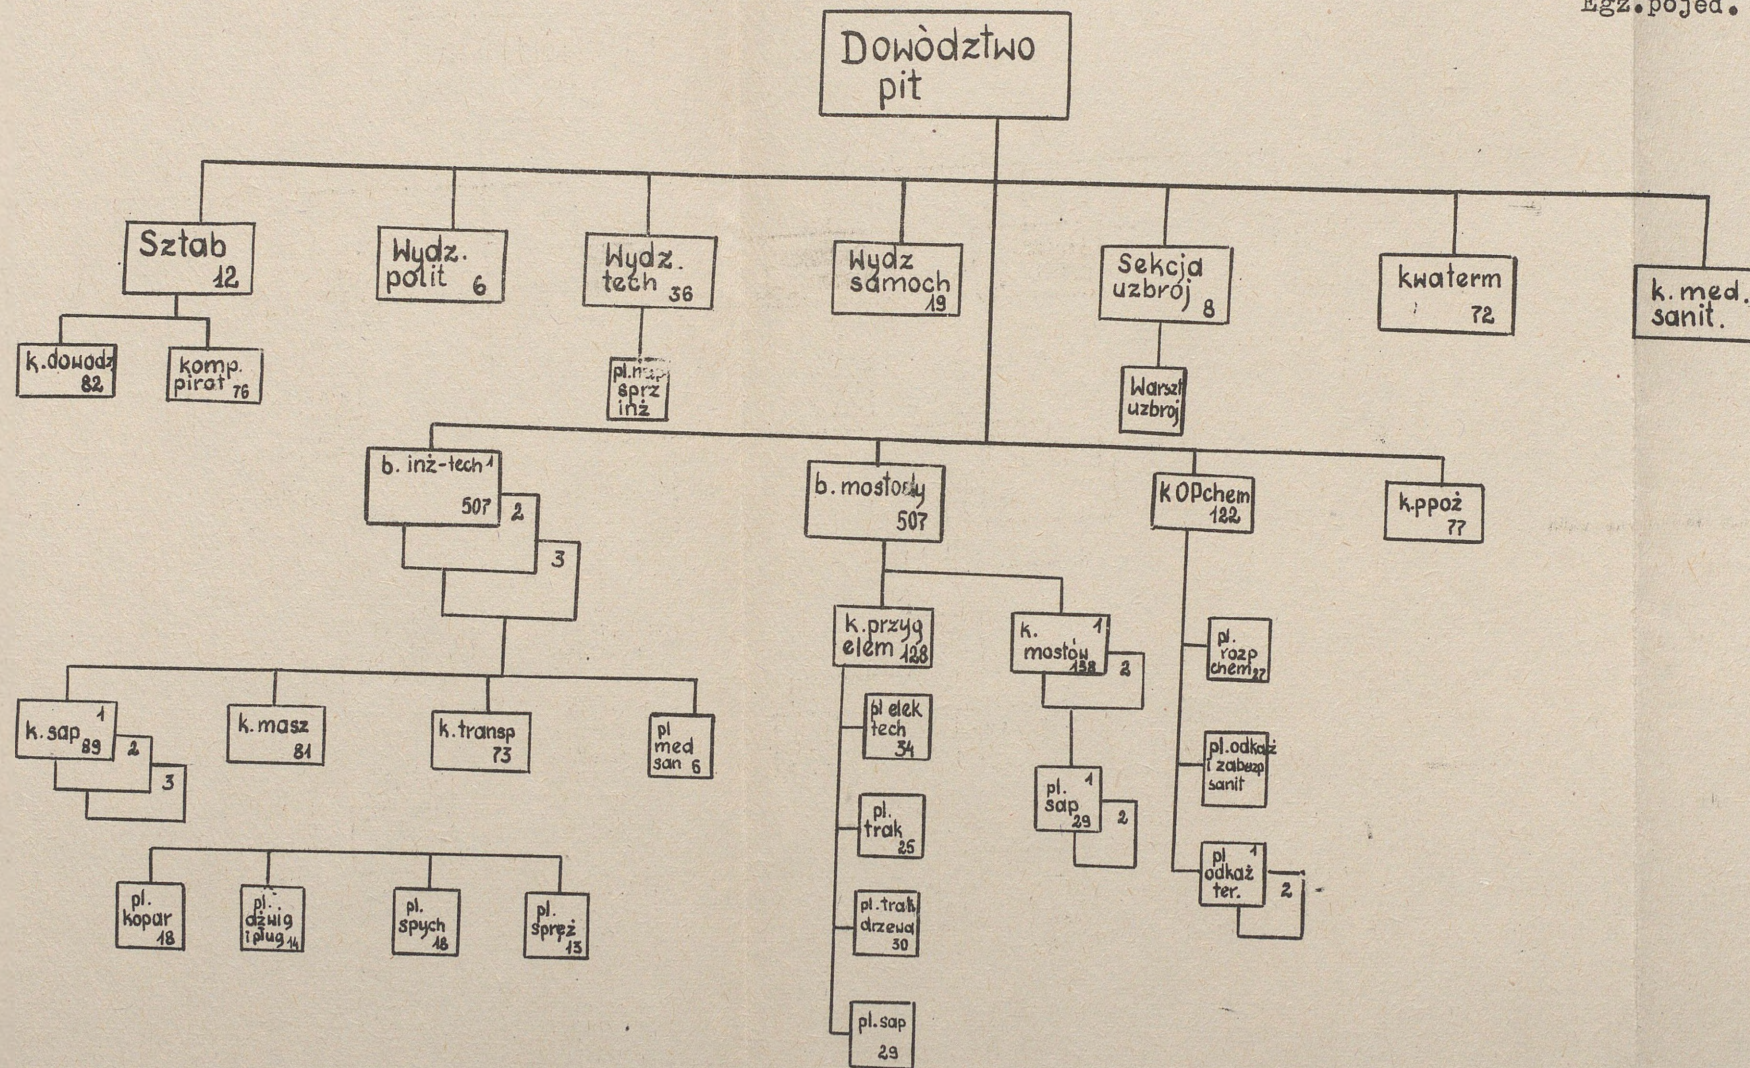 Egz.pojed.
Dowòdztwo
pit
Sztab
12
Wydz.
polit 6
Wydz.
tech 36
Wydz
samoch
19
Sekcja
uzbrój
8
kwaterm
72
k. med.
sanit.
k.dowodz
82
komp.
pirot 76
pl.
sprz
inż
Warszt
uzbroj
b. inż-tech 1
507
2
3
b. mostowy
507
k OPchem
122
k.ppoż
77
k.przyg
elem 128
k. 1
mostów
158
2
pl.
rozp
chem 27
k.sap 1
89
2
3
k.masz
81
k.transp
73
pl
med
san 6
pl elek
tech
34
pl. 1
sap
29
2
pl.odkaż
i zabezp
sanit
pl.
trak
25
pl 1
odkaż
ter.
2
pl.
kopar
18
pl.
dźwig
i pług 14
pl.
spych
18
pl.
spręż
13
pl.trak
drzewa
30
pl.sap
29